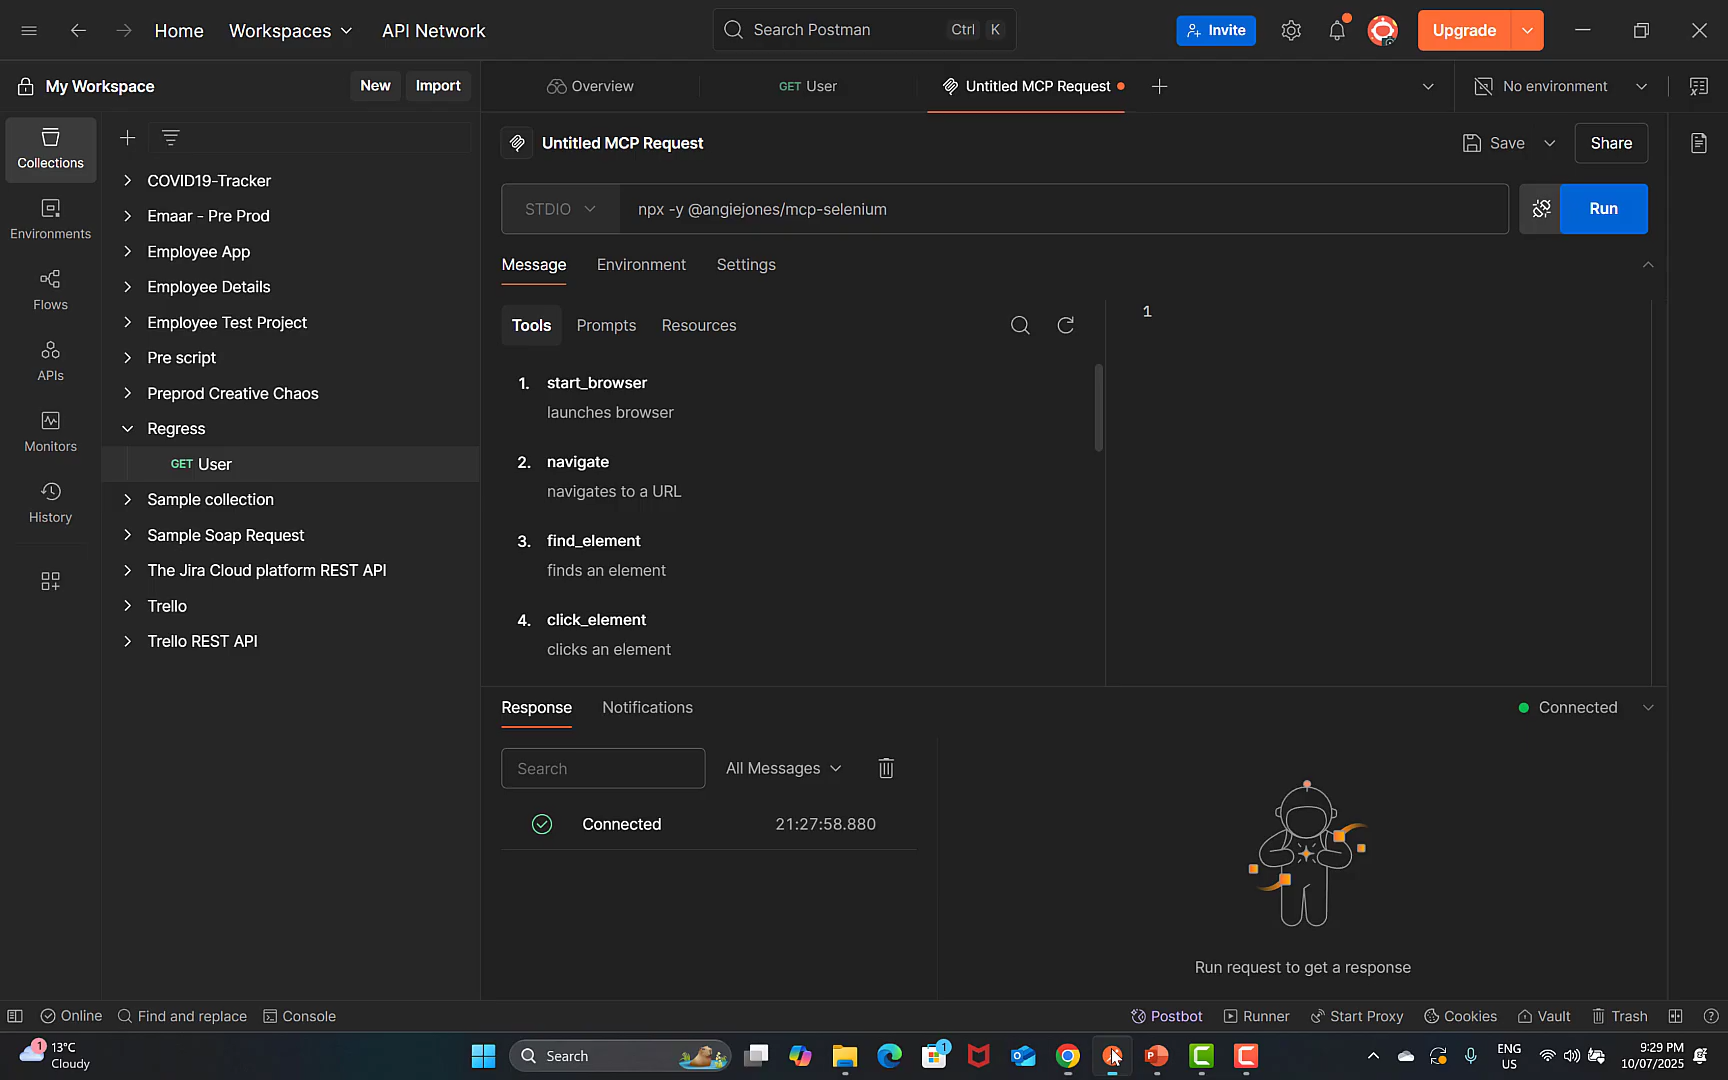 Home
Workspaces
API Network
Search Postman
Ctrl
K
Invite
Upgrade
My Workspace
New
Import
Overview
GET User
Untitled MCP Request
No environment
Collections
Environments
Flows
APIs
Monitors
History
COVID19-Tracker
Emaar - Pre Prod
Employee App
Employee Details
Employee Test Project
Pre script
Preprod Creative Chaos
Regress
GET User
Sample collection
Sample Soap Request
The Jira Cloud platform REST API
Trello
Trello REST API
Untitled MCP Request
Save
Share
STDIO
npx -y @angiejones/mcp-selenium
Run
Message
Environment
Settings
Tools
Prompts
Resources
1. start_browser
launches browser
2. navigate
navigates to a URL
3. find_element
finds an element
4. click_element
clicks an element
1
Response
Notifications
Connected
Search
All Messages
Connected
21:27:58.880
Run request to get a response
Online
Find and replace
Console
Postbot
Runner
Start Proxy
Cookies
Vault
Trash
1
13°C
Cloudy
Search
1
ENG
US
9:29 PM
10/07/2025